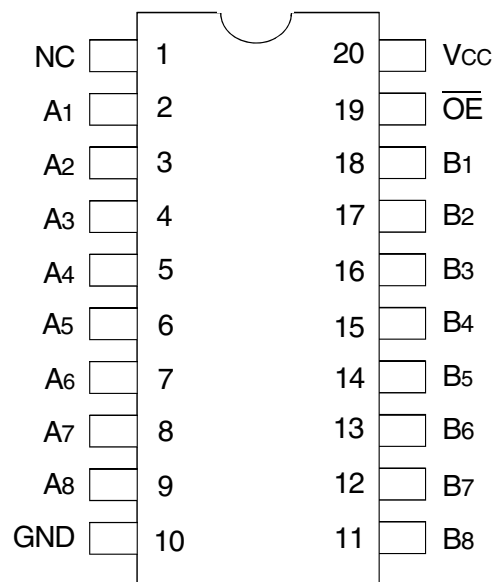 NC 1 20 VCC
A1 2 19 O̅E̅
A2 3 18 B1
A3 4 17 B2
A4 5 16 B3
A5 6 15 B4
A6 7 14 B5
A7 8 13 B6
A8 9 12 B7
GND 10 11 B8